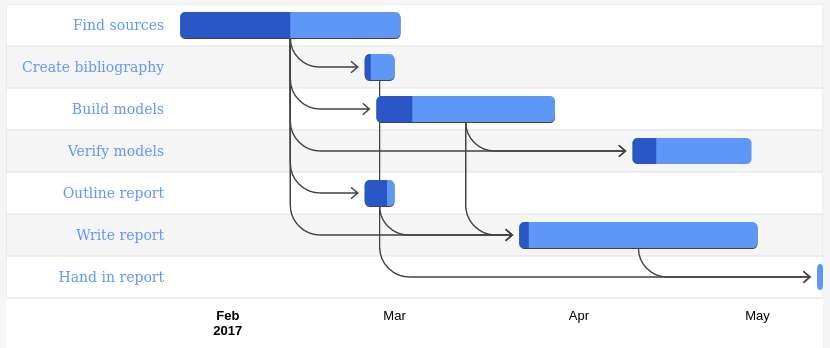 Find sources
Create bibliography
Build models
Verify models
Outline report
Write report
Hand in report
Feb Mar Apr May
2017